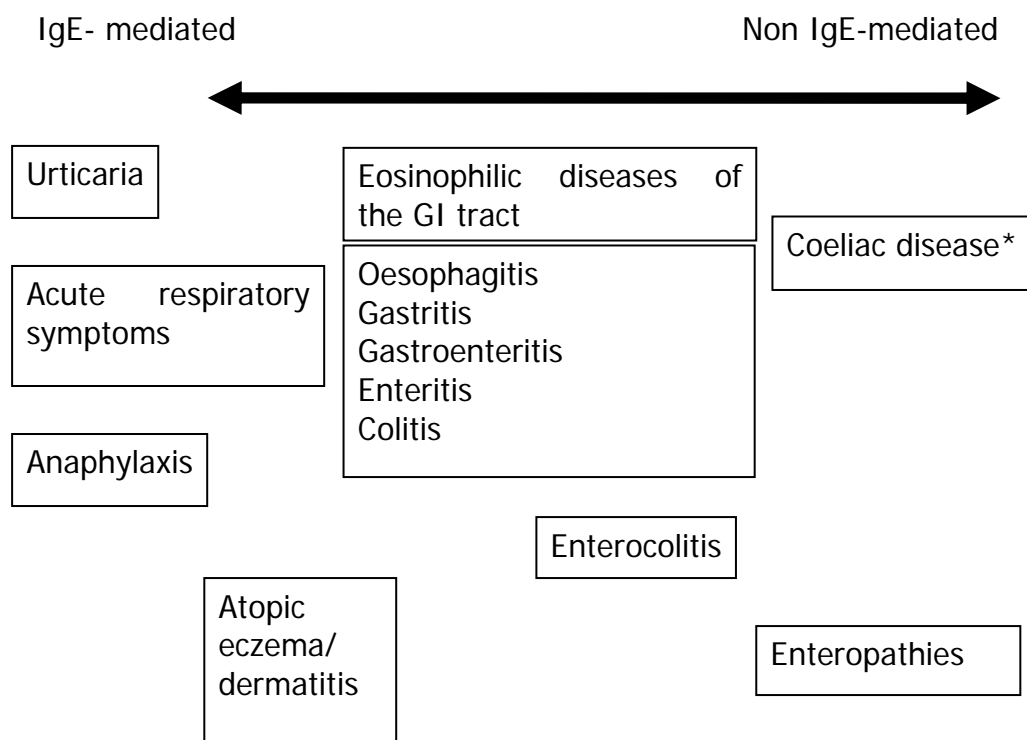 IgE- mediated
Non IgE-mediated
Urticaria
Eosinophilic diseases of
the GI tract
Coeliac disease*
Acute respiratory
symptoms
Oesophagitis
Gastritis
Gastroenteritis
Enteritis
Colitis
Anaphylaxis
Enterocolitis
Atopic
eczema/
dermatitis
Enteropathies